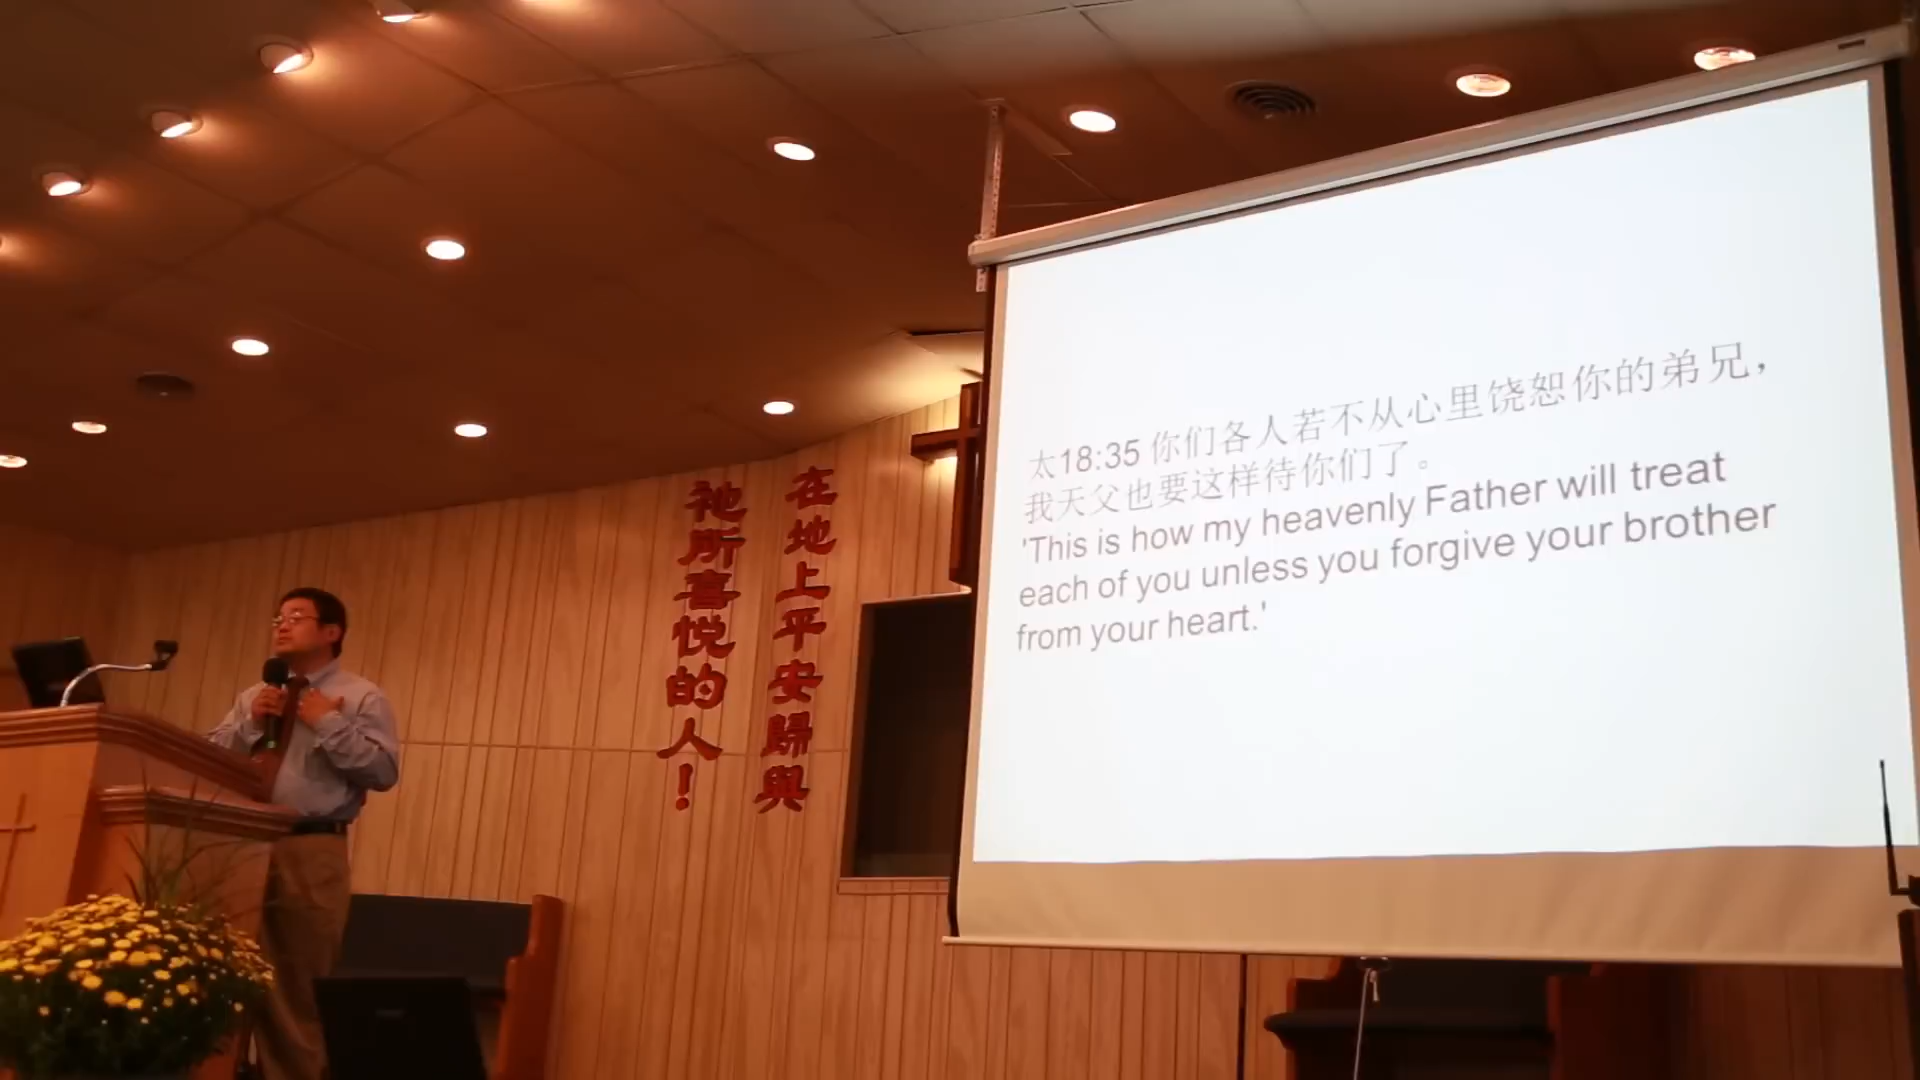 在地上平安歸與
祂所喜悅的人！
太18:35 你们各人若不从心里饶恕你的弟兄，
我天父也要这样待你们了。
'This is how my heavenly Father will treat
each of you unless you forgive your brother
from your heart.'